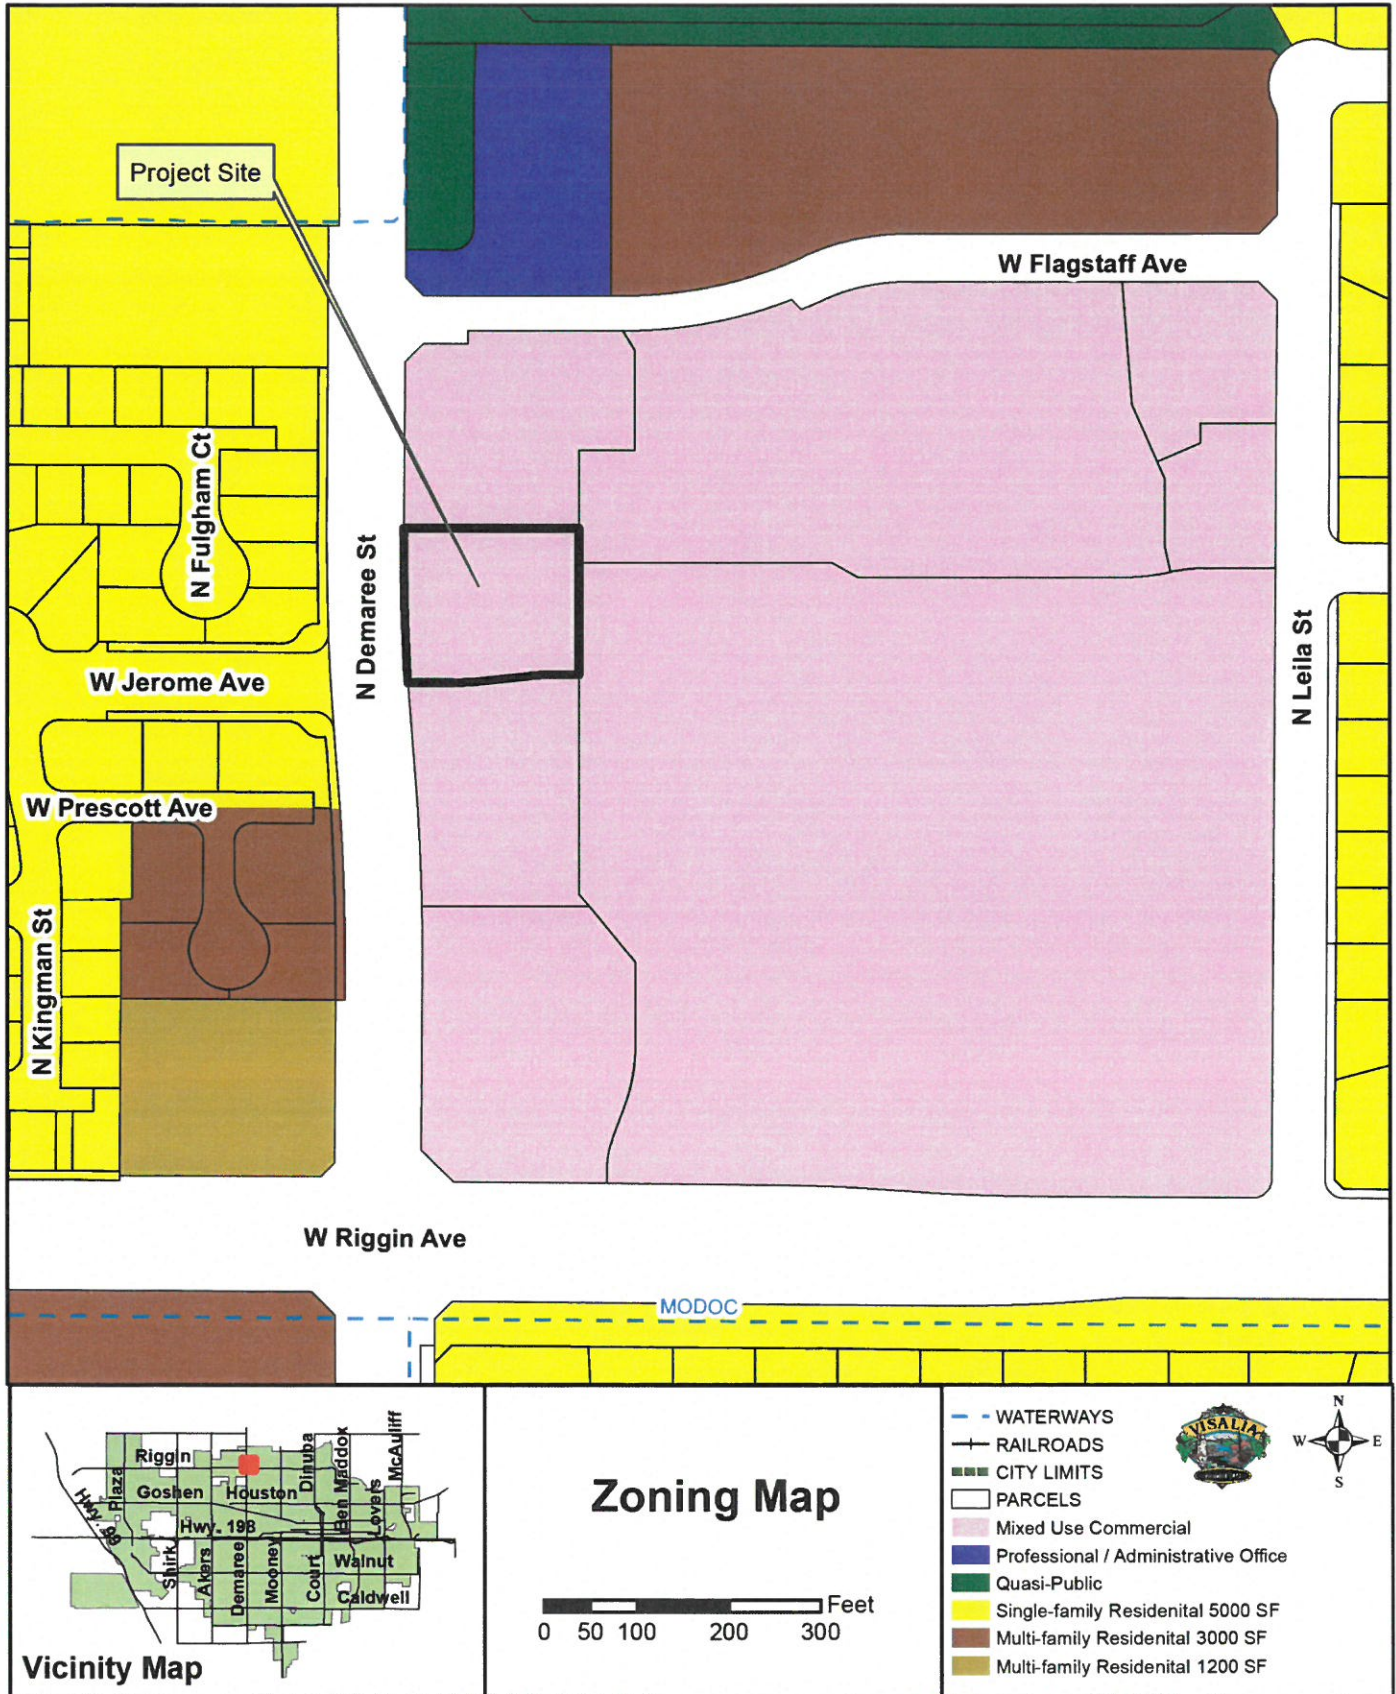 Project Site
W Flagstaff Ave
N Fulgham Ct
N Demaree St
W Jerome Ave
N Leila St
W Prescott Ave
N Kingman St
W Riggin Ave
MODOC
Riggin
Plaza
Goshen
Houston
Dinuba
Ben Maddox
McAuliff
Lovers
Hwy. 99
Hwy. 198
Shirk
Akers
Demaree
Mooney
Court
Walnut
Caldwell
Vicinity Map
Zoning Map
Feet
0 50 100 200 300
WATERWAYS
RAILROADS
CITY LIMITS
PARCELS
Mixed Use Commercial
Professional / Administrative Office
Quasi-Public
Single-family Residenital 5000 SF
Multi-family Residenital 3000 SF
Multi-family Residenital 1200 SF
VISALIA
N
W E
S